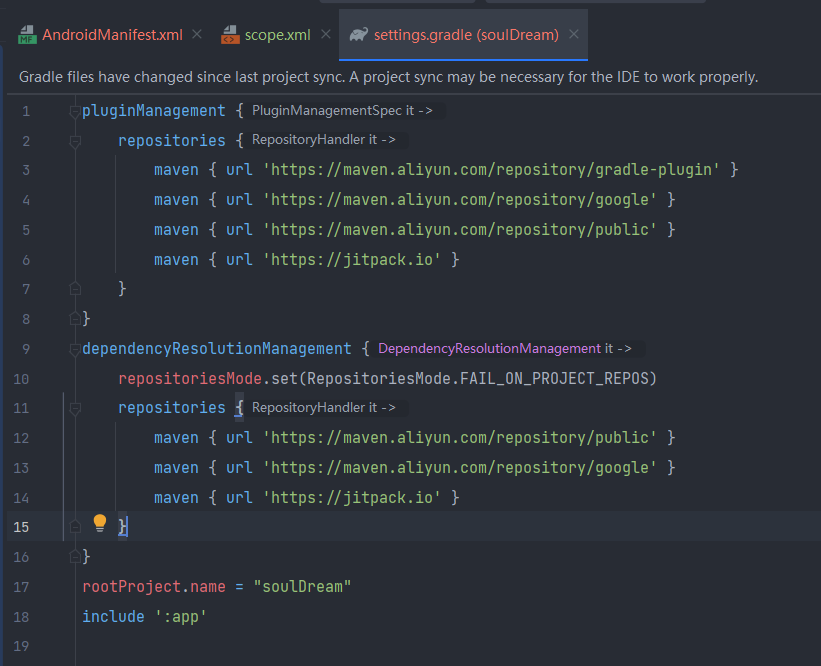 MF AndroidManifest.xml × <> scope.xml × settings.gradle (soulDream) ×
Gradle files have changed since last project sync. A project sync may be necessary for the IDE to work properly.
1 pluginManagement { PluginManagementSpec it ->
2 repositories { RepositoryHandler it ->
3 maven { url 'https://maven.aliyun.com/repository/gradle-plugin' }
4 maven { url 'https://maven.aliyun.com/repository/google' }
5 maven { url 'https://maven.aliyun.com/repository/public' }
6 maven { url 'https://jitpack.io' }
7 }
8 }
9 dependencyResolutionManagement { DependencyResolutionManagement it ->
10 repositoriesMode.set(RepositoriesMode.FAIL_ON_PROJECT_REPOS)
11 repositories { RepositoryHandler it ->
12 maven { url 'https://maven.aliyun.com/repository/public' }
13 maven { url 'https://maven.aliyun.com/repository/google' }
14 maven { url 'https://jitpack.io' }
15 }
16 }
17 rootProject.name = "soulDream"
18 include ':app'
19